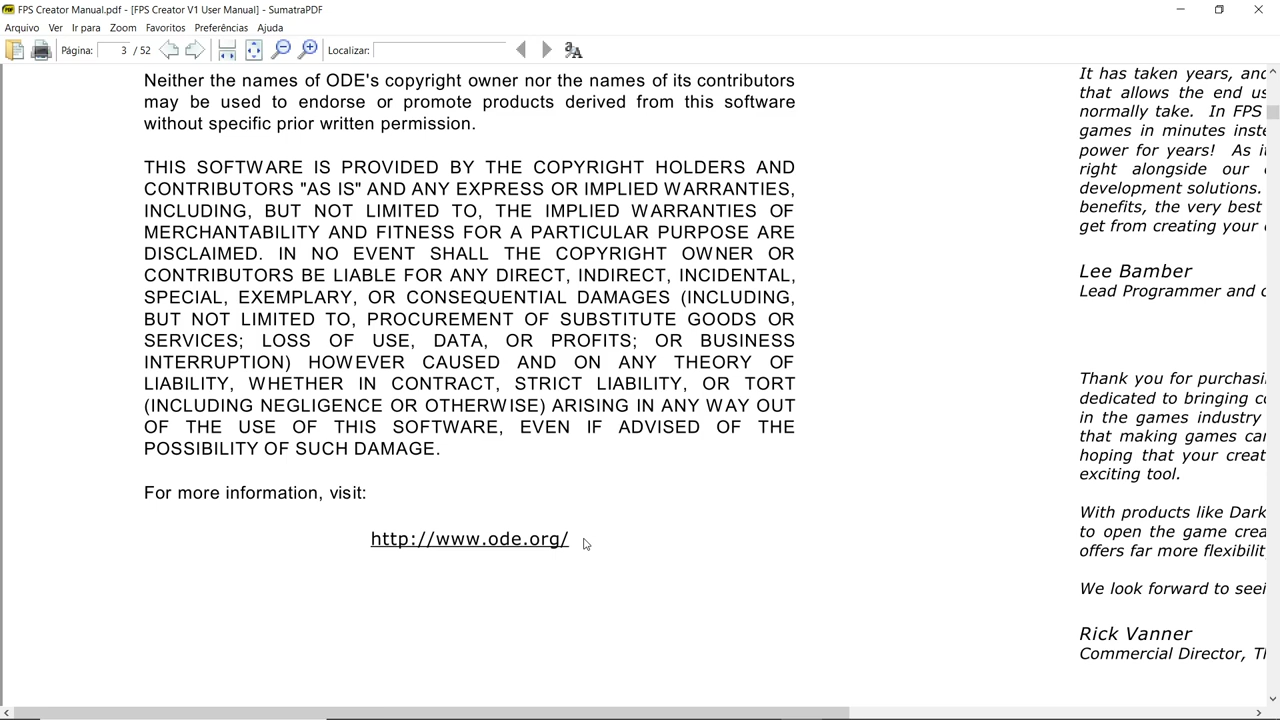 FPS Creator Manual.pdf - [FPS Creator V1 User Manual] - SumatraPDF
Arquivo Ver Ir para Zoom Favoritos Preferências Ajuda
Página: 3 / 52 Localizar:
Neither the names of ODE's copyright owner nor the names of its contributors
may be used to endorse or promote products derived from this software
without specific prior written permission.
THIS SOFTWARE IS PROVIDED BY THE COPYRIGHT HOLDERS AND
CONTRIBUTORS "AS IS" AND ANY EXPRESS OR IMPLIED WARRANTIES,
INCLUDING, BUT NOT LIMITED TO, THE IMPLIED WARRANTIES OF
MERCHANTABILITY AND FITNESS FOR A PARTICULAR PURPOSE ARE
DISCLAIMED. IN NO EVENT SHALL THE COPYRIGHT OWNER OR
CONTRIBUTORS BE LIABLE FOR ANY DIRECT, INDIRECT, INCIDENTAL,
SPECIAL, EXEMPLARY, OR CONSEQUENTIAL DAMAGES (INCLUDING,
BUT NOT LIMITED TO, PROCUREMENT OF SUBSTITUTE GOODS OR
SERVICES; LOSS OF USE, DATA, OR PROFITS; OR BUSINESS
INTERRUPTION) HOWEVER CAUSED AND ON ANY THEORY OF
LIABILITY, WHETHER IN CONTRACT, STRICT LIABILITY, OR TORT
(INCLUDING NEGLIGENCE OR OTHERWISE) ARISING IN ANY WAY OUT
OF THE USE OF THIS SOFTWARE, EVEN IF ADVISED OF THE
POSSIBILITY OF SUCH DAMAGE.
For more information, visit:
http://www.ode.org/
It has taken years, and
that allows the end us
normally take. In FPS
games in minutes inste
power for years! As it
right alongside our
development solutions.
benefits, the very best
get from creating your
Lee Bamber
Lead Programmer and
Thank you for purchasi
dedicated to bringing co
in the games industry
that making games can
hoping that your creat
exciting tool.
With products like Dark
to open the game crea
offers far more flexibilit
We look forward to seei
Rick Vanner
Commercial Director, Th